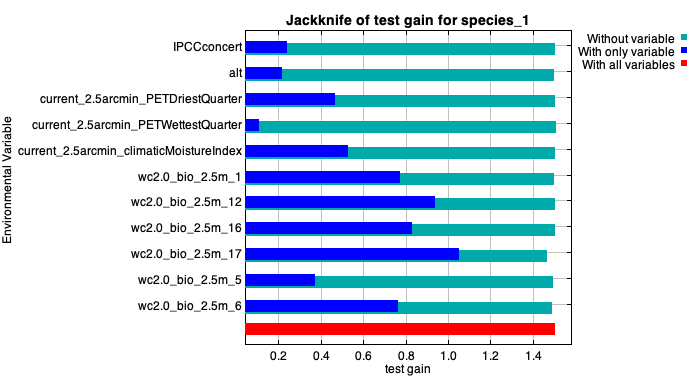 Jackknife of test gain for species_1
Without variable
With only variable
With all variables
Environmental Variable
IPCCconcert
alt
current_2.5arcmin_PETDriestQuarter
current_2.5arcmin_PETWettestQuarter
current_2.5arcmin_climaticMoistureIndex
wc2.0_bio_2.5m_1
wc2.0_bio_2.5m_12
wc2.0_bio_2.5m_16
wc2.0_bio_2.5m_17
wc2.0_bio_2.5m_5
wc2.0_bio_2.5m_6
0.2 0.4 0.6 0.8 1.0 1.2 1.4
test gain